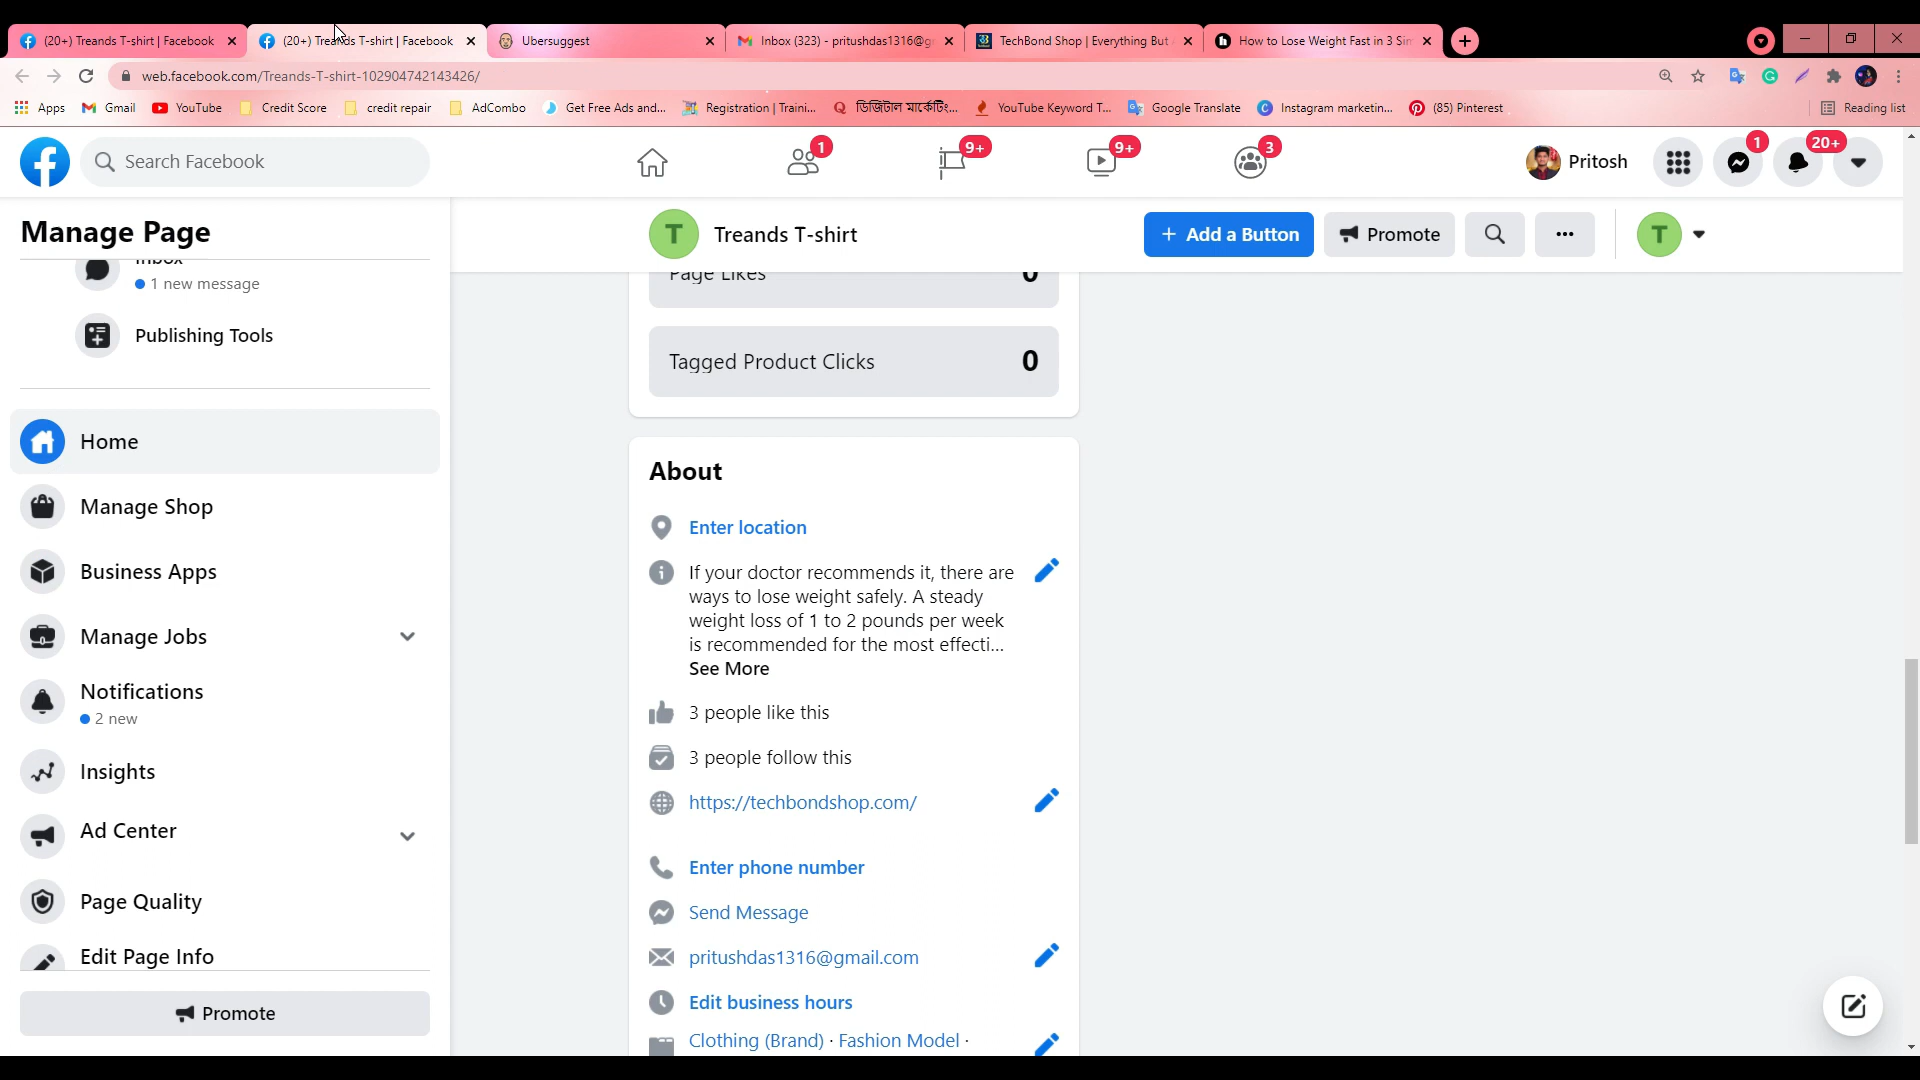 (20+) Treands T-shirt | Facebook
(20+) Treands T-shirt | Facebook
Ubersuggest
Inbox (323) - pritushdas1316@g
TechBond Shop | Everything But
How to Lose Weight Fast in 3 Sim
web.facebook.com/Treands-T-shirt-102904742143426/
Apps
Gmail
YouTube
Credit Score
credit repair
AdCombo
Get Free Ads and...
Registration | Traini...
ডিজিটাল মার্কেটিং...
YouTube Keyword T...
Google Translate
Instagram marketin...
(85) Pinterest
Reading list
Search Facebook
1
9+
9+
3
Pritosh
1
20+
Manage Page
Inbox
1 new message
Publishing Tools
Home
Manage Shop
Business Apps
Manage Jobs
Notifications
2 new
Insights
Ad Center
Page Quality
Edit Page Info
Promote
T
Treands T-shirt
+ Add a Button
Promote
T
Page Likes 0
Tagged Product Clicks 0
About
Enter location
If your doctor recommends it, there are
ways to lose weight safely. A steady
weight loss of 1 to 2 pounds per week
is recommended for the most effecti...
See More
3 people like this
3 people follow this
https://techbondshop.com/
Enter phone number
Send Message
pritushdas1316@gmail.com
Edit business hours
Clothing (Brand) · Fashion Model ·